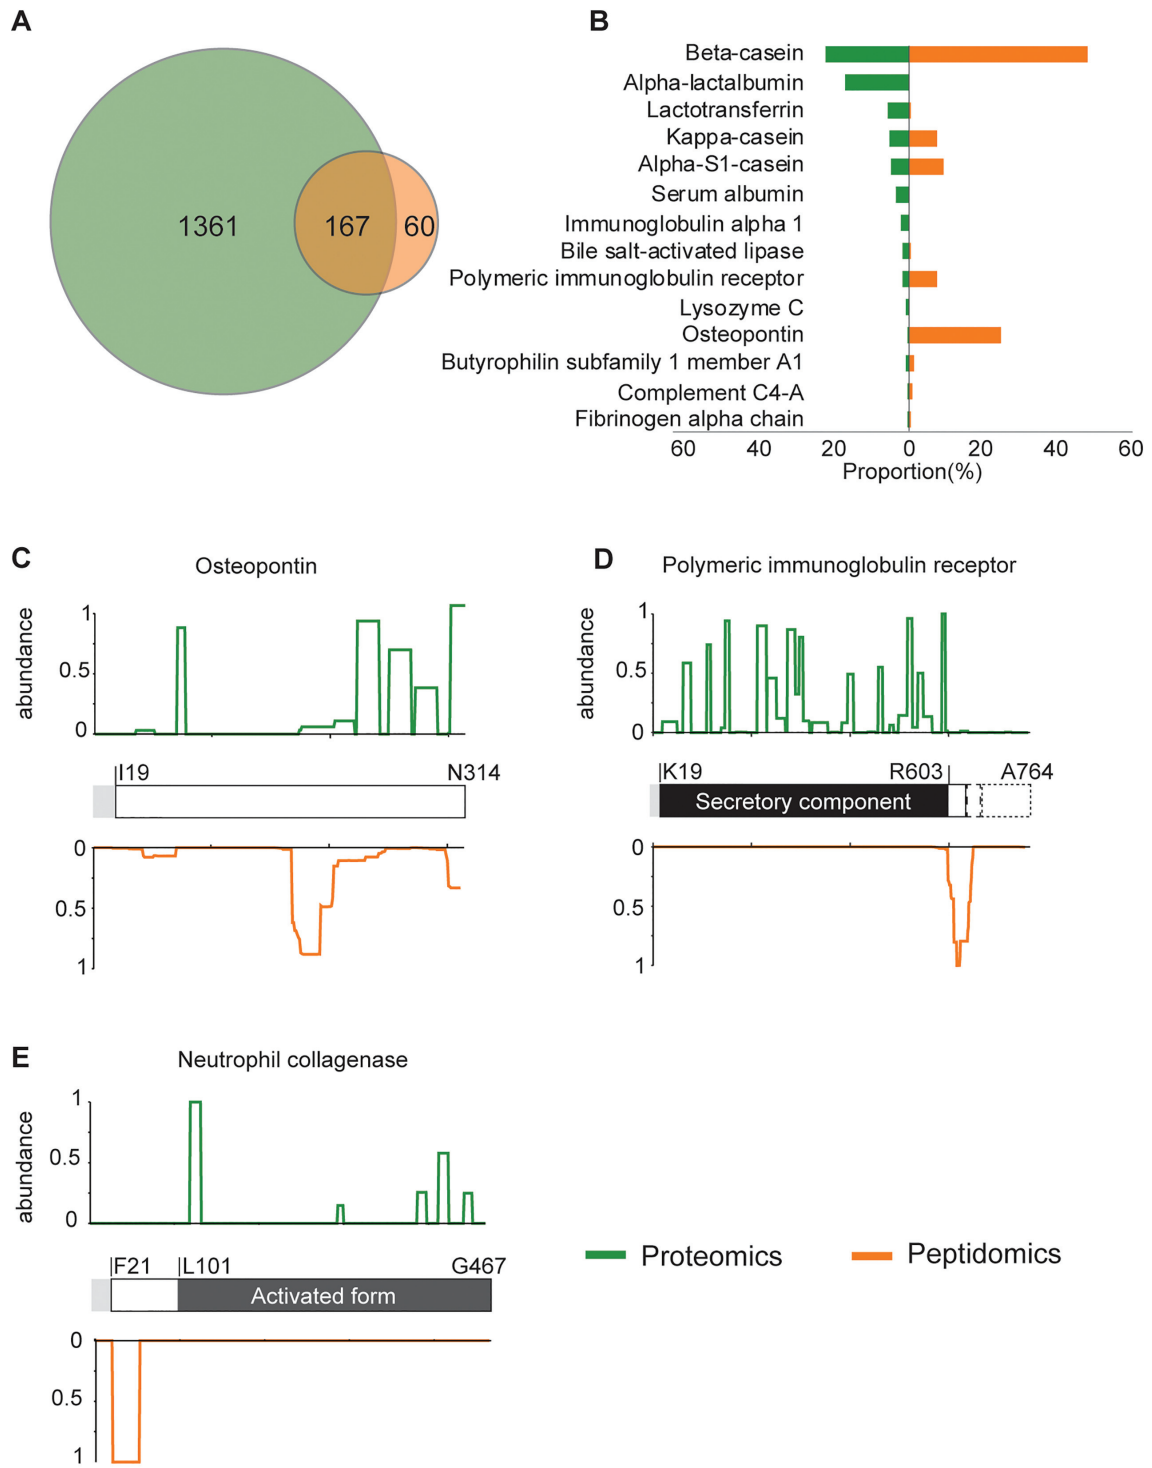 A
1361
167
60
B
Beta-casein
Alpha-lactalbumin
Lactotransferrin
Kappa-casein
Alpha-S1-casein
Serum albumin
Immunoglobulin alpha 1
Bile salt-activated lipase
Polymeric immunoglobulin receptor
Lysozyme C
Osteopontin
Butyrophilin subfamily 1 member A1
Complement C4-A
Fibrinogen alpha chain
60 40 20 0 20 40 60
Proportion(%)
C
Osteopontin
abundance
1
0.5
0
I19 N314
0
0.5
1
D
Polymeric immunoglobulin receptor
abundance
1
0.5
0
K19 R603 A764
Secretory component
0
0.5
1
E
Neutrophil collagenase
abundance
1
0.5
0
F21 L101 G467
Activated form
0
0.5
1
Proteomics Peptidomics